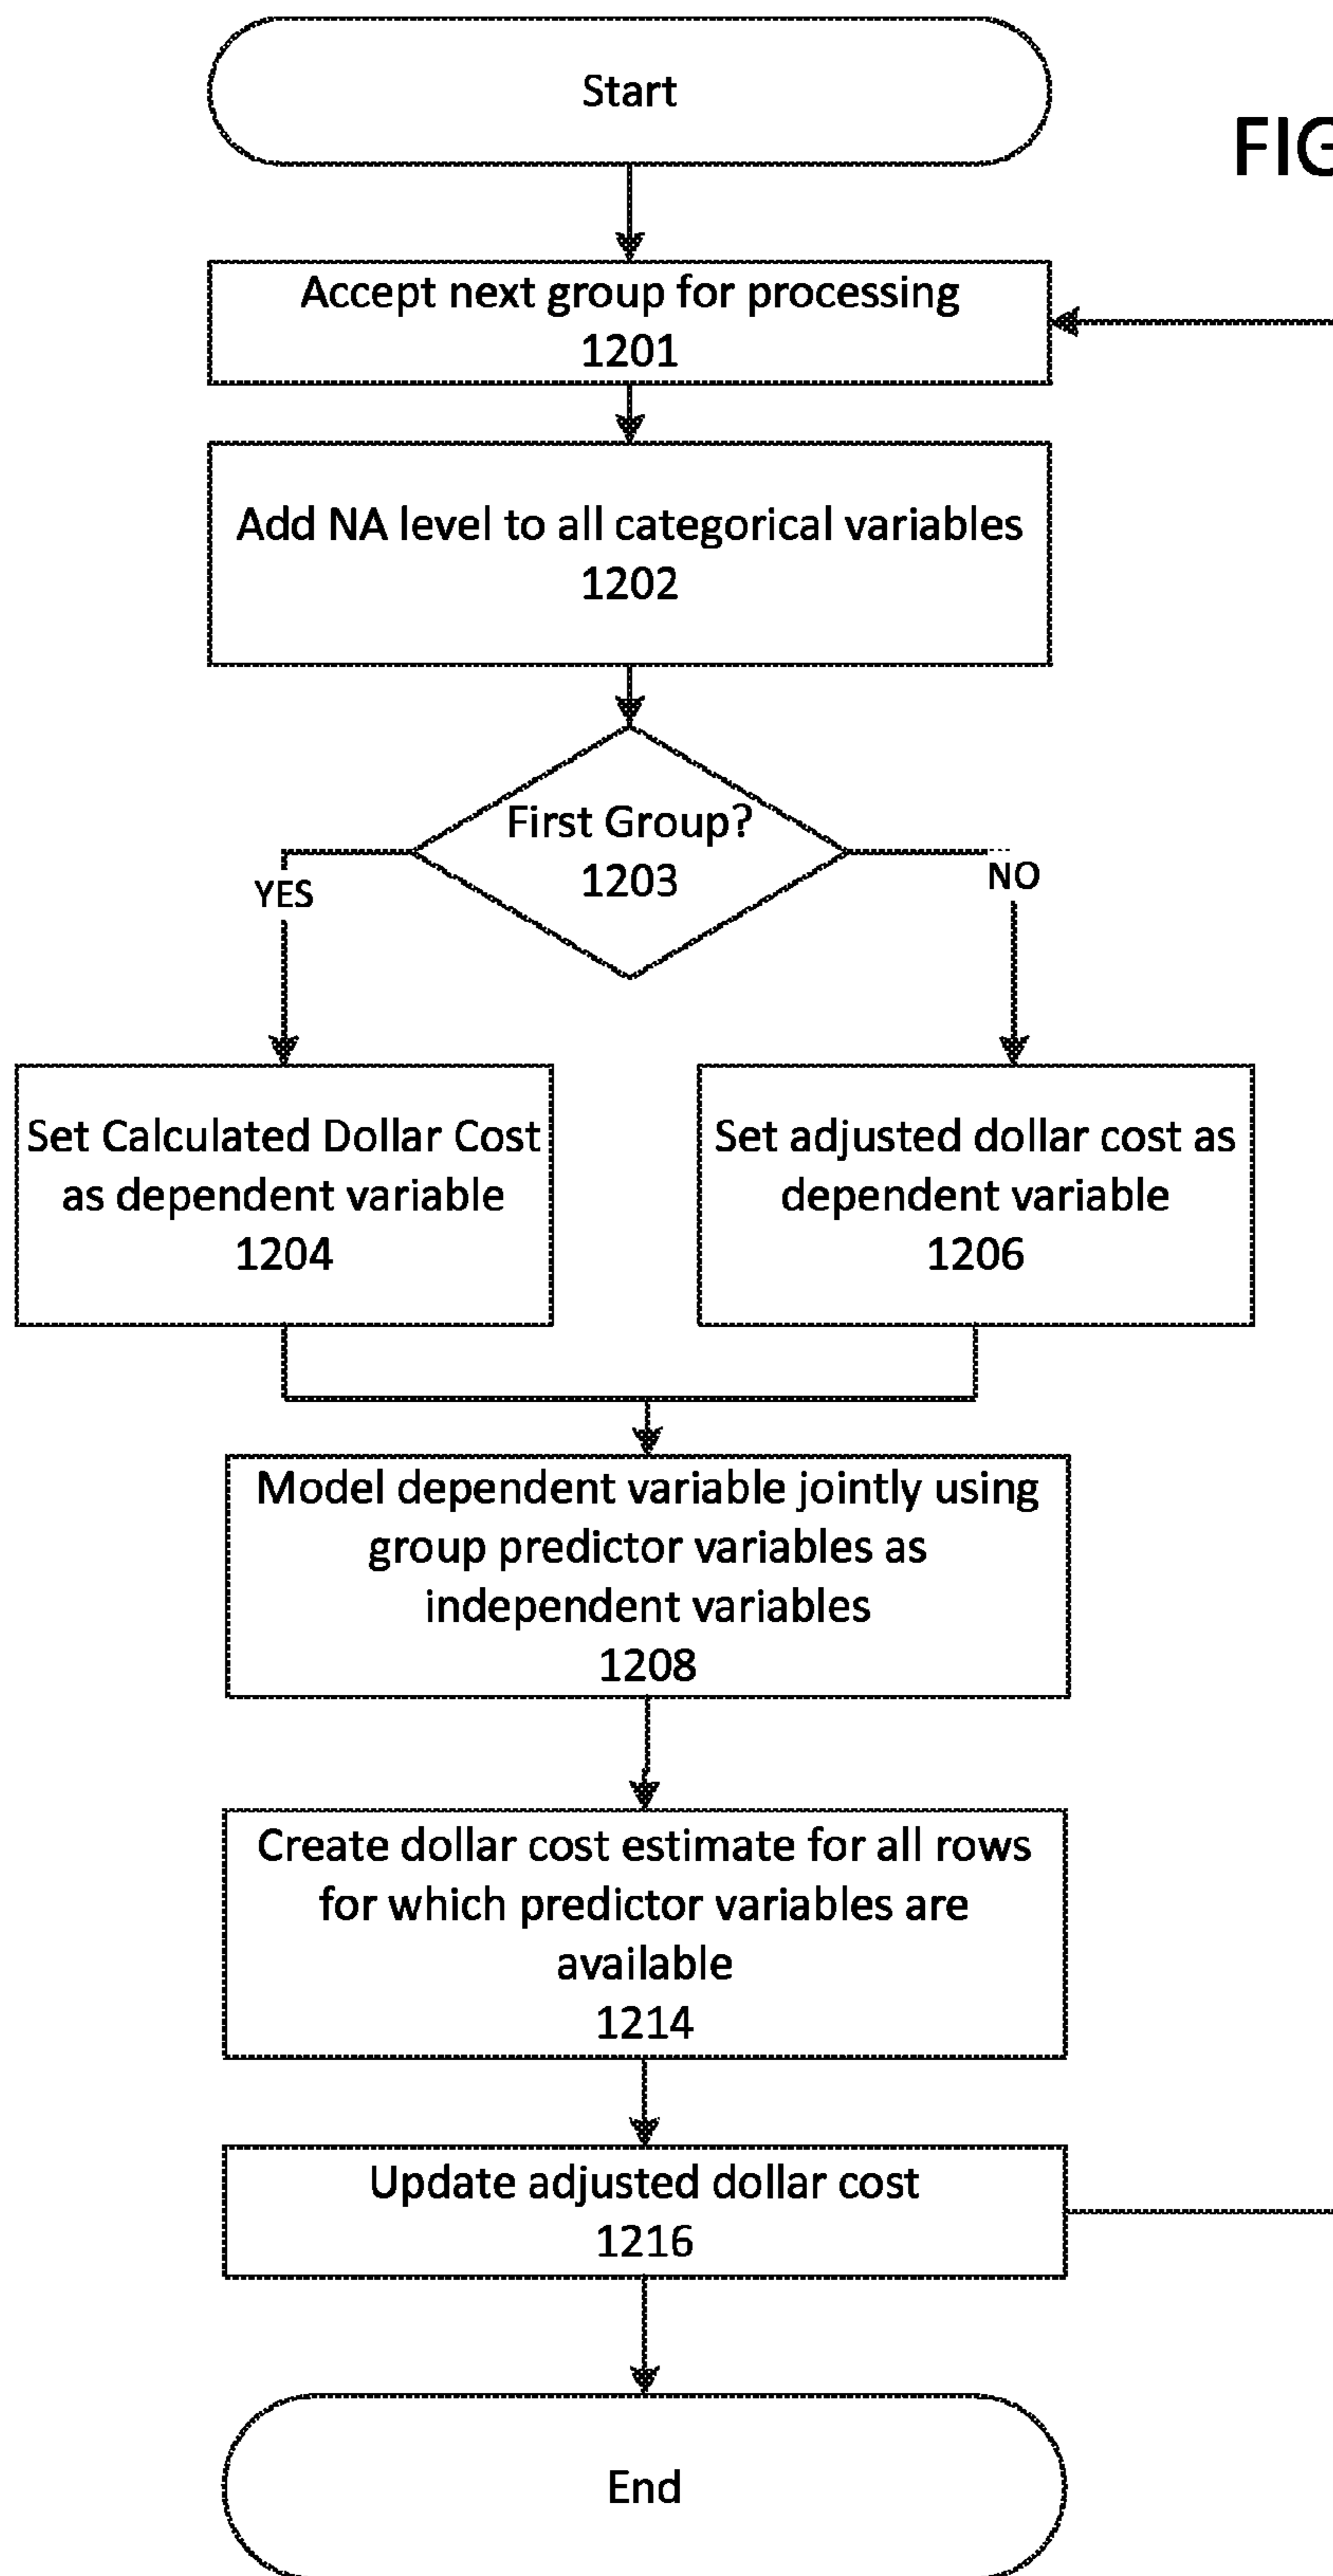 Start
FIG
Accept next group for processing
1201
Add NA level to all categorical variables
1202
First Group?
1203
YES
NO
Set Calculated Dollar Cost
as dependent variable
1204
Set adjusted dollar cost as
dependent variable
1206
Model dependent variable jointly using
group predictor variables as
independent variables
1208
Create dollar cost estimate for all rows
for which predictor variables are
available
1214
Update adjusted dollar cost
1216
End